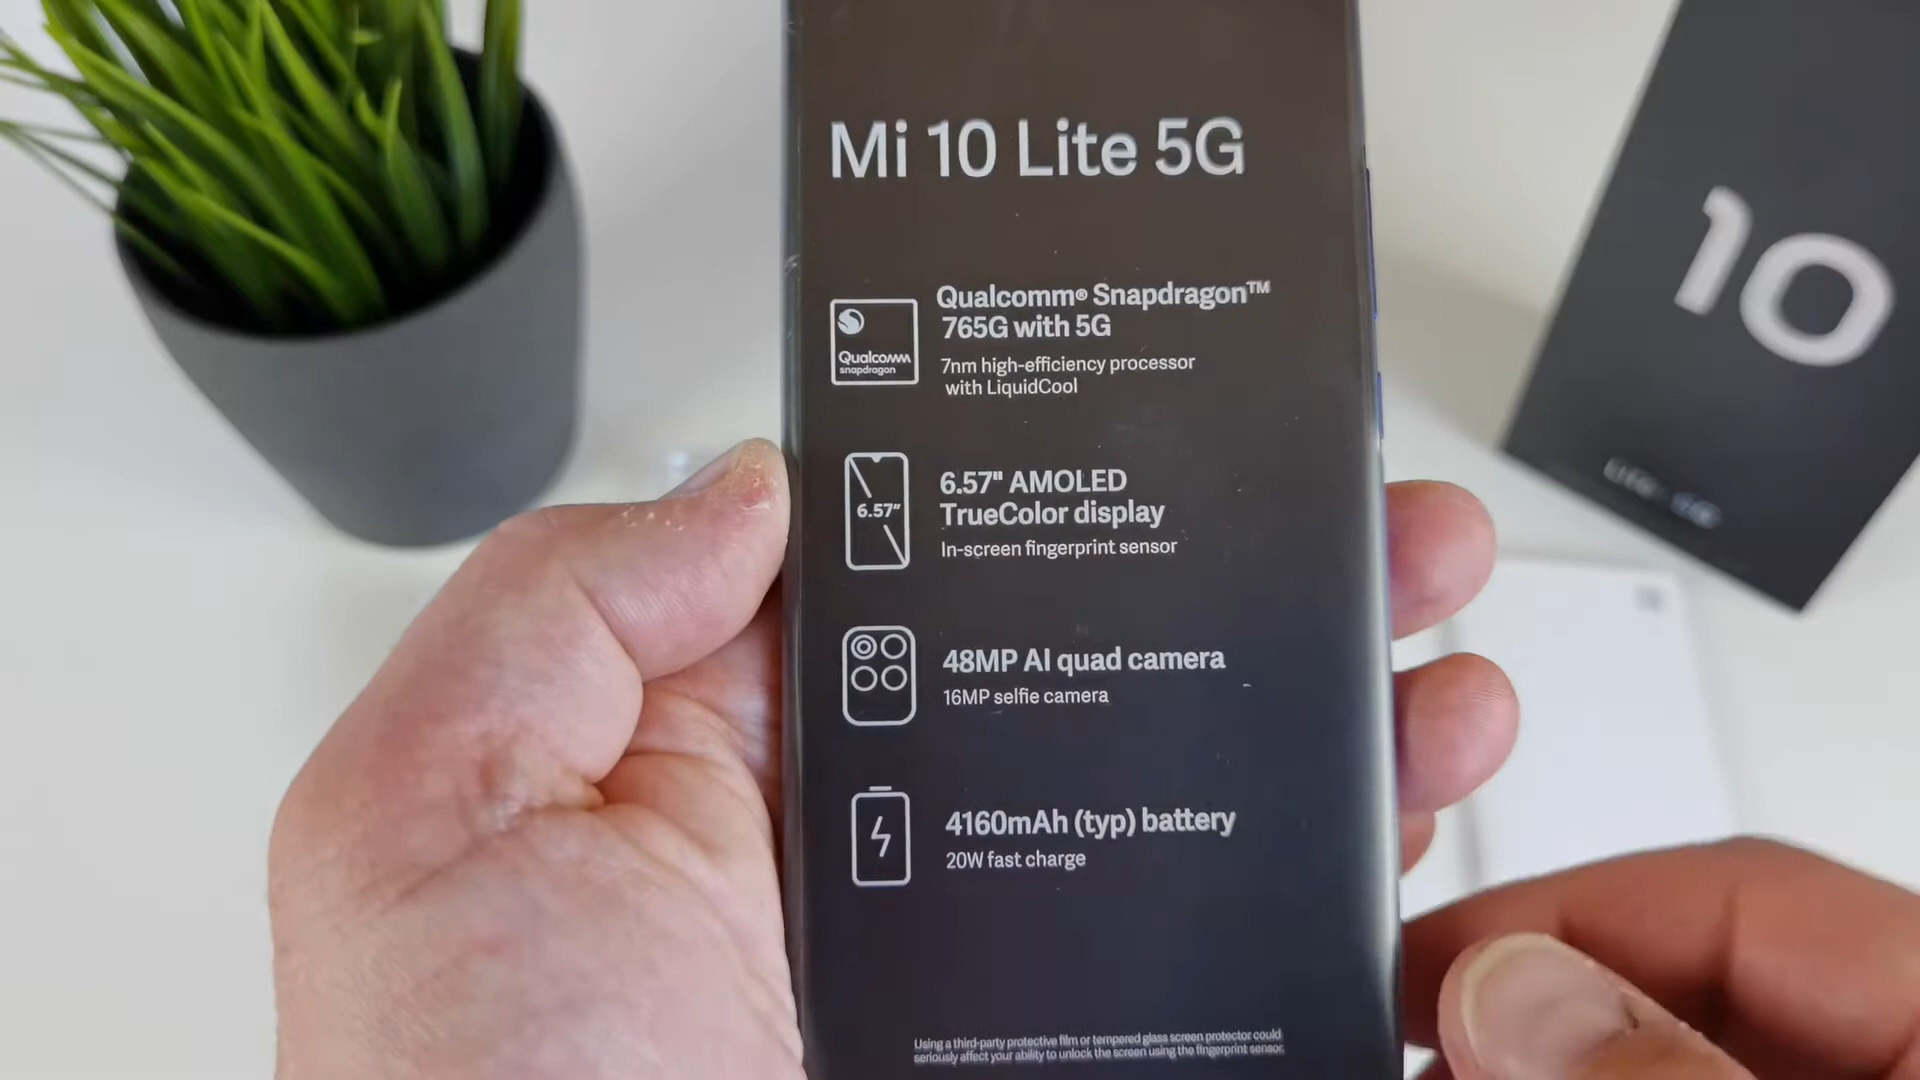 Mi 10 Lite 5G
Qualcomm
snapdragon
Qualcomm® Snapdragon™
765G with 5G
7nm high-efficiency processor
with LiquidCool
6.57"
6.57" AMOLED
TrueColor display
In-screen fingerprint sensor
48MP AI quad camera
16MP selfie camera
4160mAh (typ) battery
20W fast charge
Using a third-party protective film or tempered glass screen protector could
seriously affect your ability to unlock the screen using the fingerprint sensor.
10
Lite 5G